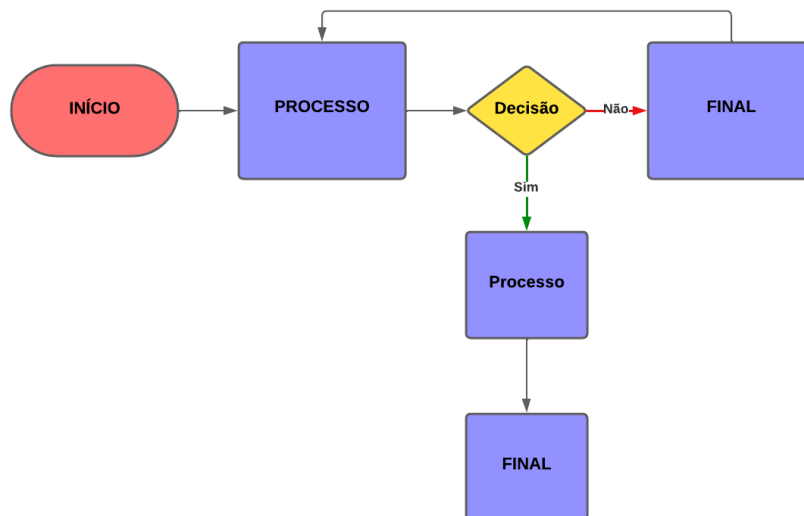 INÍCIO
PROCESSO
Decisão
Não
FINAL
Sim
Processo
FINAL